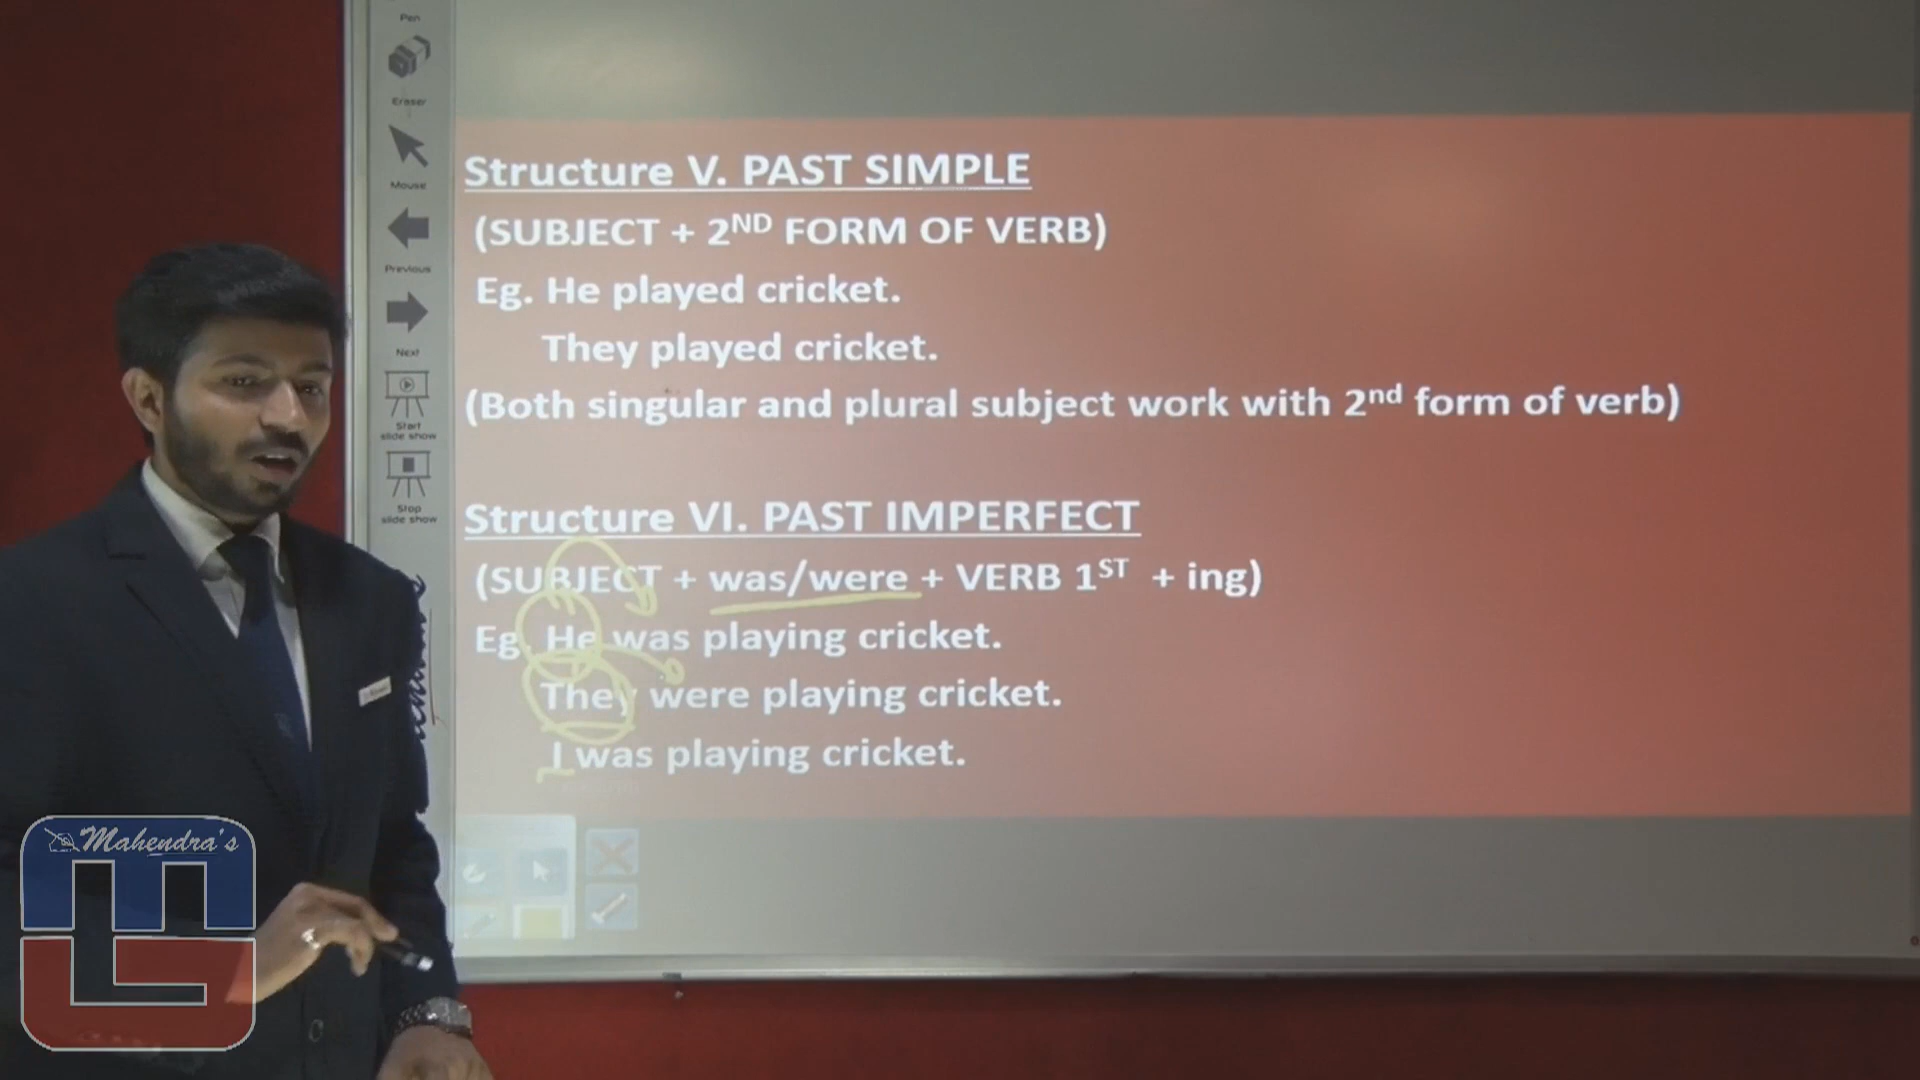 Pen
Eraser
Mouse
Previous
Next
Start
slide show
Stop
slide show
Structure V. PAST SIMPLE
(SUBJECT + 2ND FORM OF VERB)
Eg. He played cricket.
They played cricket.
(Both singular and plural subject work with 2nd form of verb)
Structure VI. PAST IMPERFECT
(SUBJECT + was/were + VERB 1ST + ing)
Eg. He was playing cricket.
They were playing cricket.
I was playing cricket.
Mahendra's